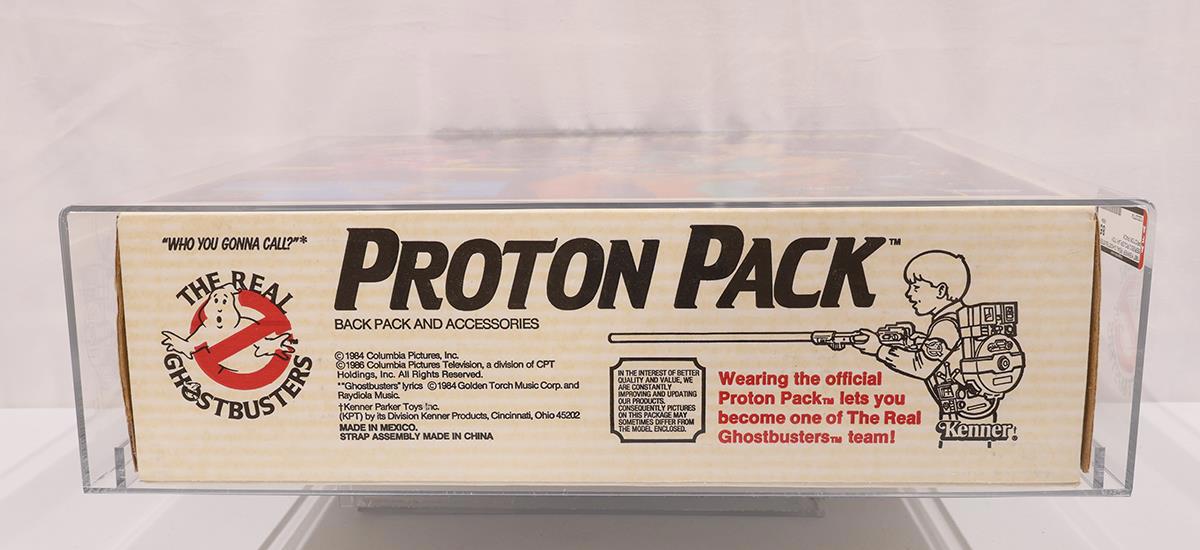 "WHO YOU GONNA CALL?"*
THE REAL
GHOSTBUSTERS
PROTON PACK™
BACK PACK AND ACCESSORIES
©1984 Columbia Pictures, Inc.
©1986 Columbia Pictures Television, a division of CPT
Holdings, Inc. All Rights Reserved.
*"Ghostbusters" lyrics ©1984 Golden Torch Music Corp. and
Raydiola Music.
†Kenner Parker Toys Inc.
(KPT) by its Division Kenner Products, Cincinnati, Ohio 45202
MADE IN MEXICO.
STRAP ASSEMBLY MADE IN CHINA
IN THE INTEREST OF BETTER
QUALITY AND VALUE, WE
ARE CONSTANTLY
IMPROVING AND UPDATING
OUR PRODUCTS.
CONSEQUENTLY PICTURES
ON THIS PACKAGE MAY
SOMETIMES DIFFER FROM
THE MODEL ENCLOSED.
Wearing the official
Proton Pack™ lets you
become one of The Real
Ghostbusters™ team!
Kenner®